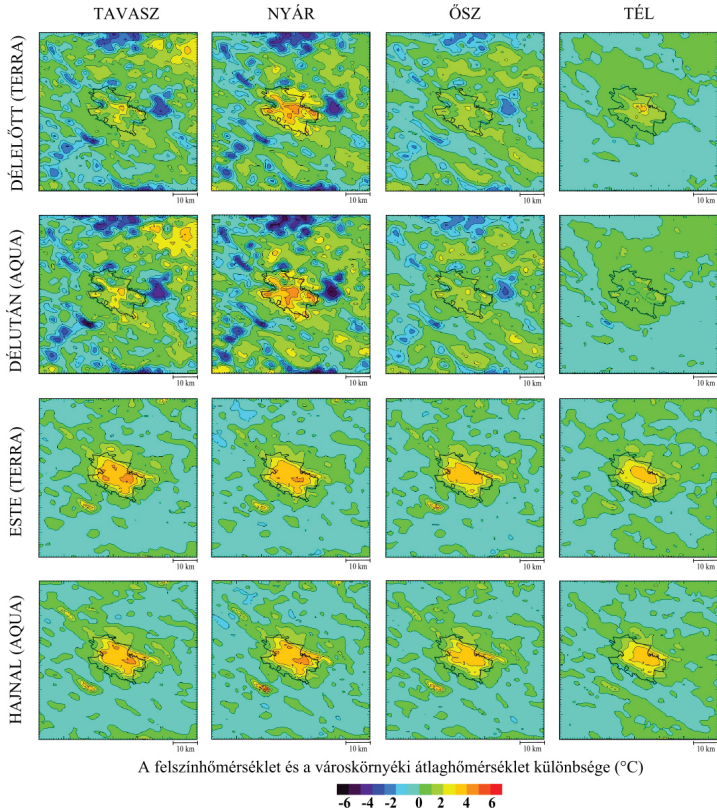 TAVASZ NYÁR ŐSZ TÉL
DÉLELŐTT (TERRA)
10 km 10 km 10 km 10 km
DÉLUTÁN (AQUA)
10 km 10 km 10 km 10 km
ESTE (TERRA)
10 km 10 km 10 km 10 km
HAJNAL (AQUA)
10 km 10 km 10 km 10 km
A felszínhőmérséklet és a városkörnyéki átlaghőmérséklet különbsége (°C)
-6 -4 -2 0 2 4 6